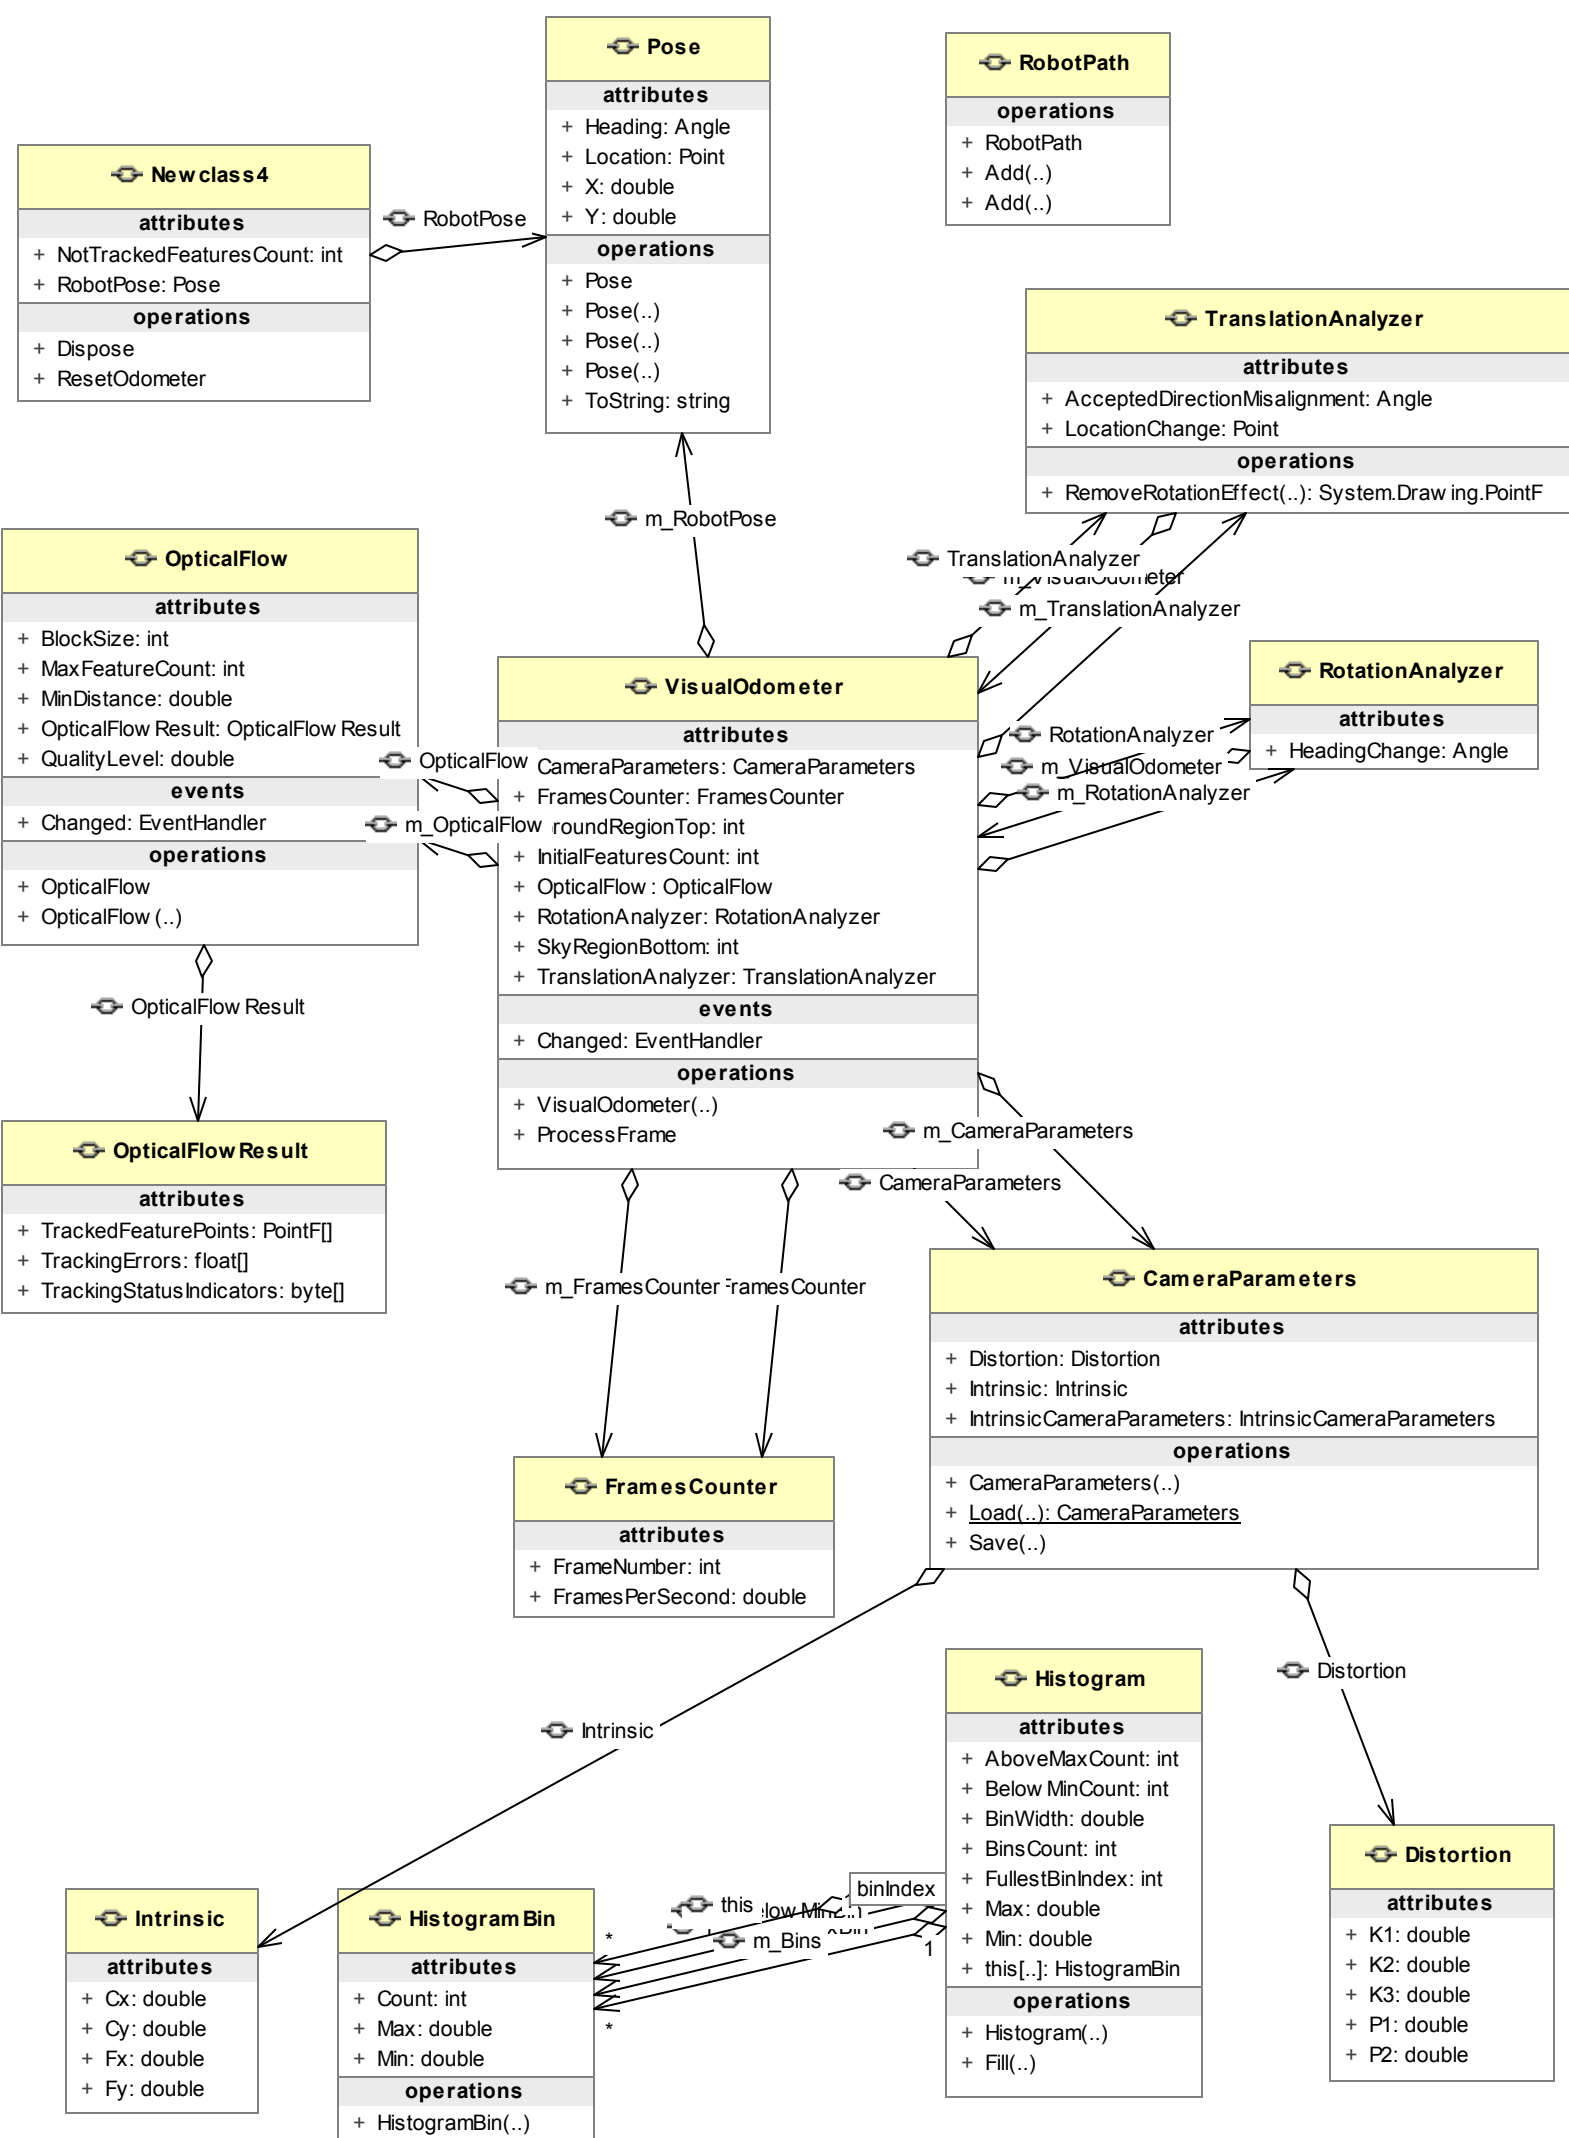 Pose
attributes
+ Heading: Angle
+ Location: Point
+ X: double
+ Y: double
operations
+ Pose
+ Pose(..)
+ Pose(..)
+ Pose(..)
+ ToString: string
RobotPath
operations
+ RobotPath
+ Add(..)
+ Add(..)
Newclass4
attributes
+ NotTrackedFeaturesCount: int
+ RobotPose: Pose
operations
+ Dispose
+ ResetOdometer
RobotPose
TranslationAnalyzer
attributes
+ AcceptedDirectionMisalignment: Angle
+ LocationChange: Point
operations
+ RemoveRotationEffect(..): System.Drawing.PointF
m_RobotPose
TranslationAnalyzer
m_VisualOdometer
m_TranslationAnalyzer
OpticalFlow
attributes
+ BlockSize: int
+ MaxFeatureCount: int
+ MinDistance: double
+ OpticalFlowResult: OpticalFlowResult
+ QualityLevel: double
events
+ Changed: EventHandler
operations
+ OpticalFlow
+ OpticalFlow(..)
OpticalFlow
m_OpticalFlow
VisualOdometer
attributes
CameraParameters: CameraParameters
+ FramesCounter: FramesCounter
roundRegionTop: int
+ InitialFeaturesCount: int
+ OpticalFlow: OpticalFlow
+ RotationAnalyzer: RotationAnalyzer
+ SkyRegionBottom: int
+ TranslationAnalyzer: TranslationAnalyzer
events
+ Changed: EventHandler
operations
+ VisualOdometer(..)
+ ProcessFrame
RotationAnalyzer
attributes
+ HeadingChange: Angle
RotationAnalyzer
m_VisualOdometer
m_RotationAnalyzer
OpticalFlowResult
OpticalFlowResult
attributes
+ TrackedFeaturePoints: PointF[]
+ TrackingErrors: float[]
+ TrackingStatusIndicators: byte[]
m_CameraParameters
CameraParameters
m_FramesCounter
ramesCounter
CameraParameters
attributes
+ Distortion: Distortion
+ Intrinsic: Intrinsic
+ IntrinsicCameraParameters: IntrinsicCameraParameters
operations
+ CameraParameters(..)
+ Load(..): CameraParameters
+ Save(..)
FramesCounter
attributes
+ FrameNumber: int
+ FramesPerSecond: double
Intrinsic
Distortion
Histogram
attributes
+ AboveMaxCount: int
+ BelowMinCount: int
+ BinWidth: double
+ BinsCount: int
+ FullestBinIndex: int
+ Max: double
+ Min: double
+ this[..]: HistogramBin
operations
+ Histogram(..)
+ Fill(..)
binIndex
this
m_Bins
*
1
*
Intrinsic
attributes
+ Cx: double
+ Cy: double
+ Fx: double
+ Fy: double
HistogramBin
attributes
+ Count: int
+ Max: double
+ Min: double
operations
+ HistogramBin(..)
Distortion
attributes
+ K1: double
+ K2: double
+ K3: double
+ P1: double
+ P2: double